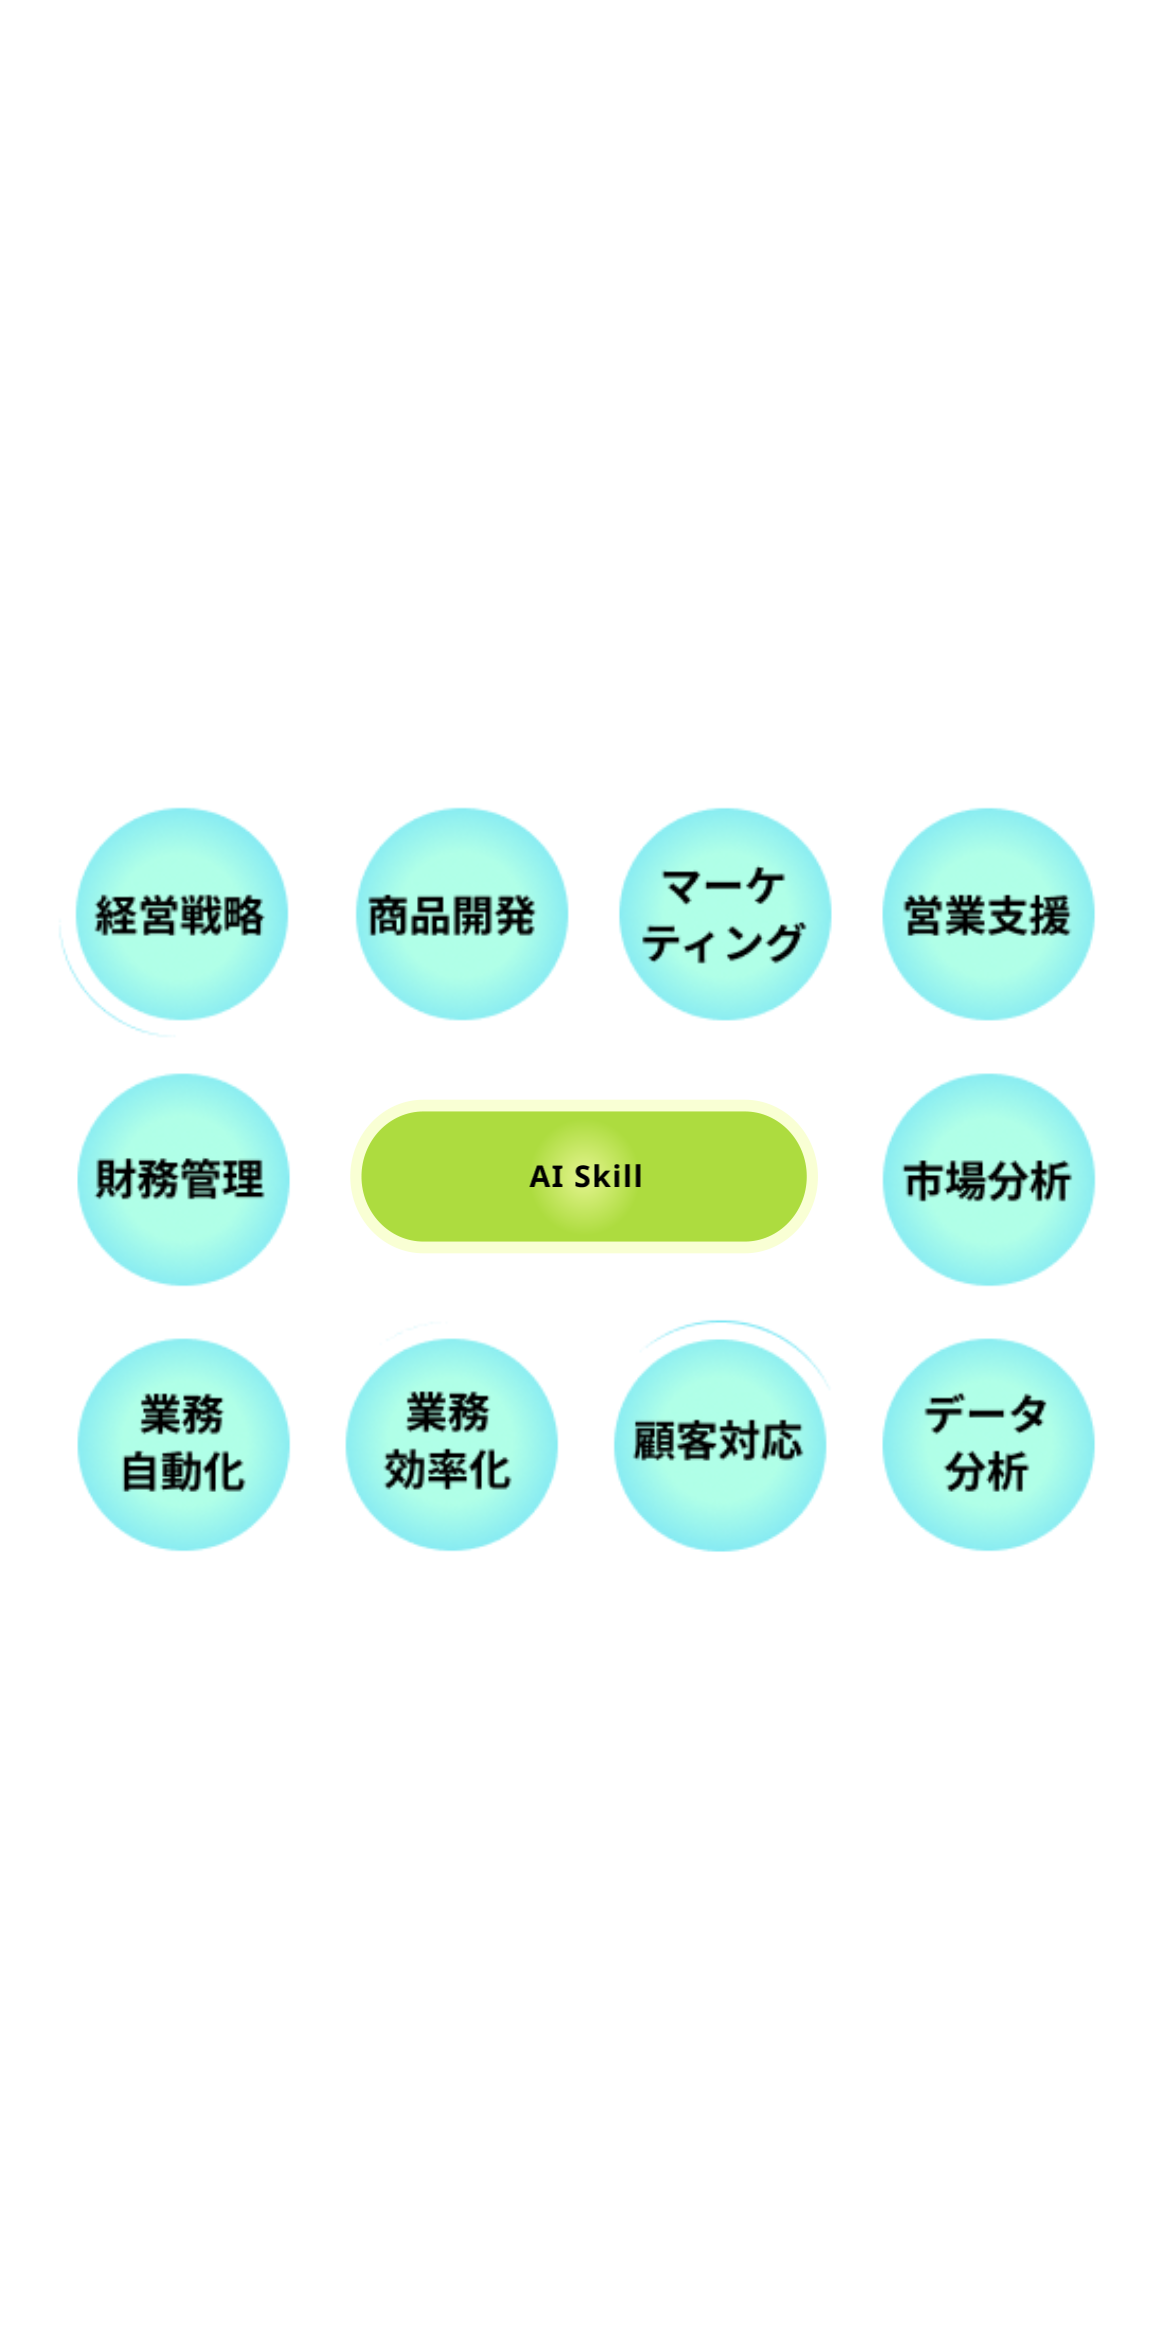 経営戦略
商品開発
マーケ
ティング
営業支援
財務管理
AI Skill
市場分析
業務
自動化
業務
効率化
顧客対応
データ
分析